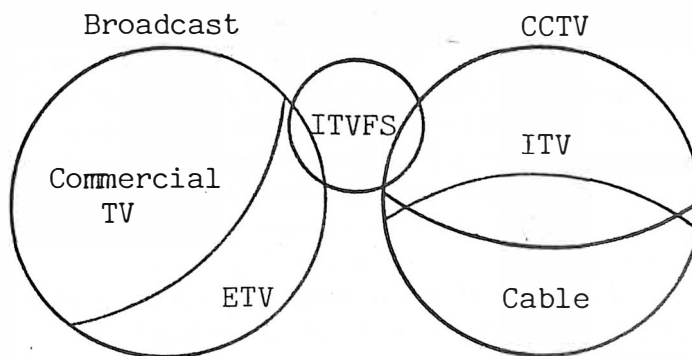 Broadcast
CCTV
ITVFS
ITV
Commercial
TV
ETV
Cable